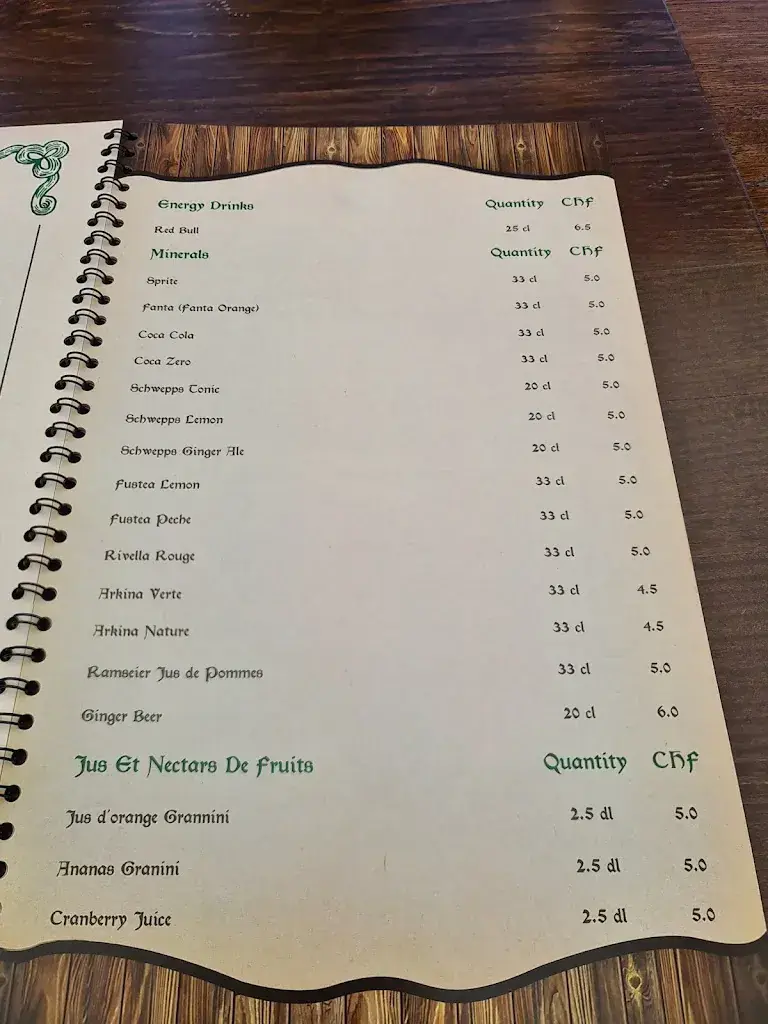 Energy Drinks Quantity Chf
Red Bull 25 cl 6.5
Minerals Quantity Chf
Sprite 33 cl 5.0
Fanta (Fanta Orange) 33 cl 5.0
Coca Cola 33 cl 5.0
Coca Zero 33 cl 5.0
Schwepps Tonic 20 cl 5.0
Schwepps Lemon 20 cl 5.0
Schwepps Ginger Ale 20 cl 5.0
Fustea Lemon 33 cl 5.0
Fustea Peche 33 cl 5.0
Rivella Rouge 33 cl 5.0
Arkina Verte 33 cl 4.5
Arkina Nature 33 cl 4.5
Ramseier Jus de Pommes 33 cl 5.0
Ginger Beer 20 cl 6.0
Jus Et Nectars De Fruits Quantity Chf
Jus d'orange Grannini 2.5 dl 5.0
Ananas Granini 2.5 dl 5.0
Cranberry Juice 2.5 dl 5.0